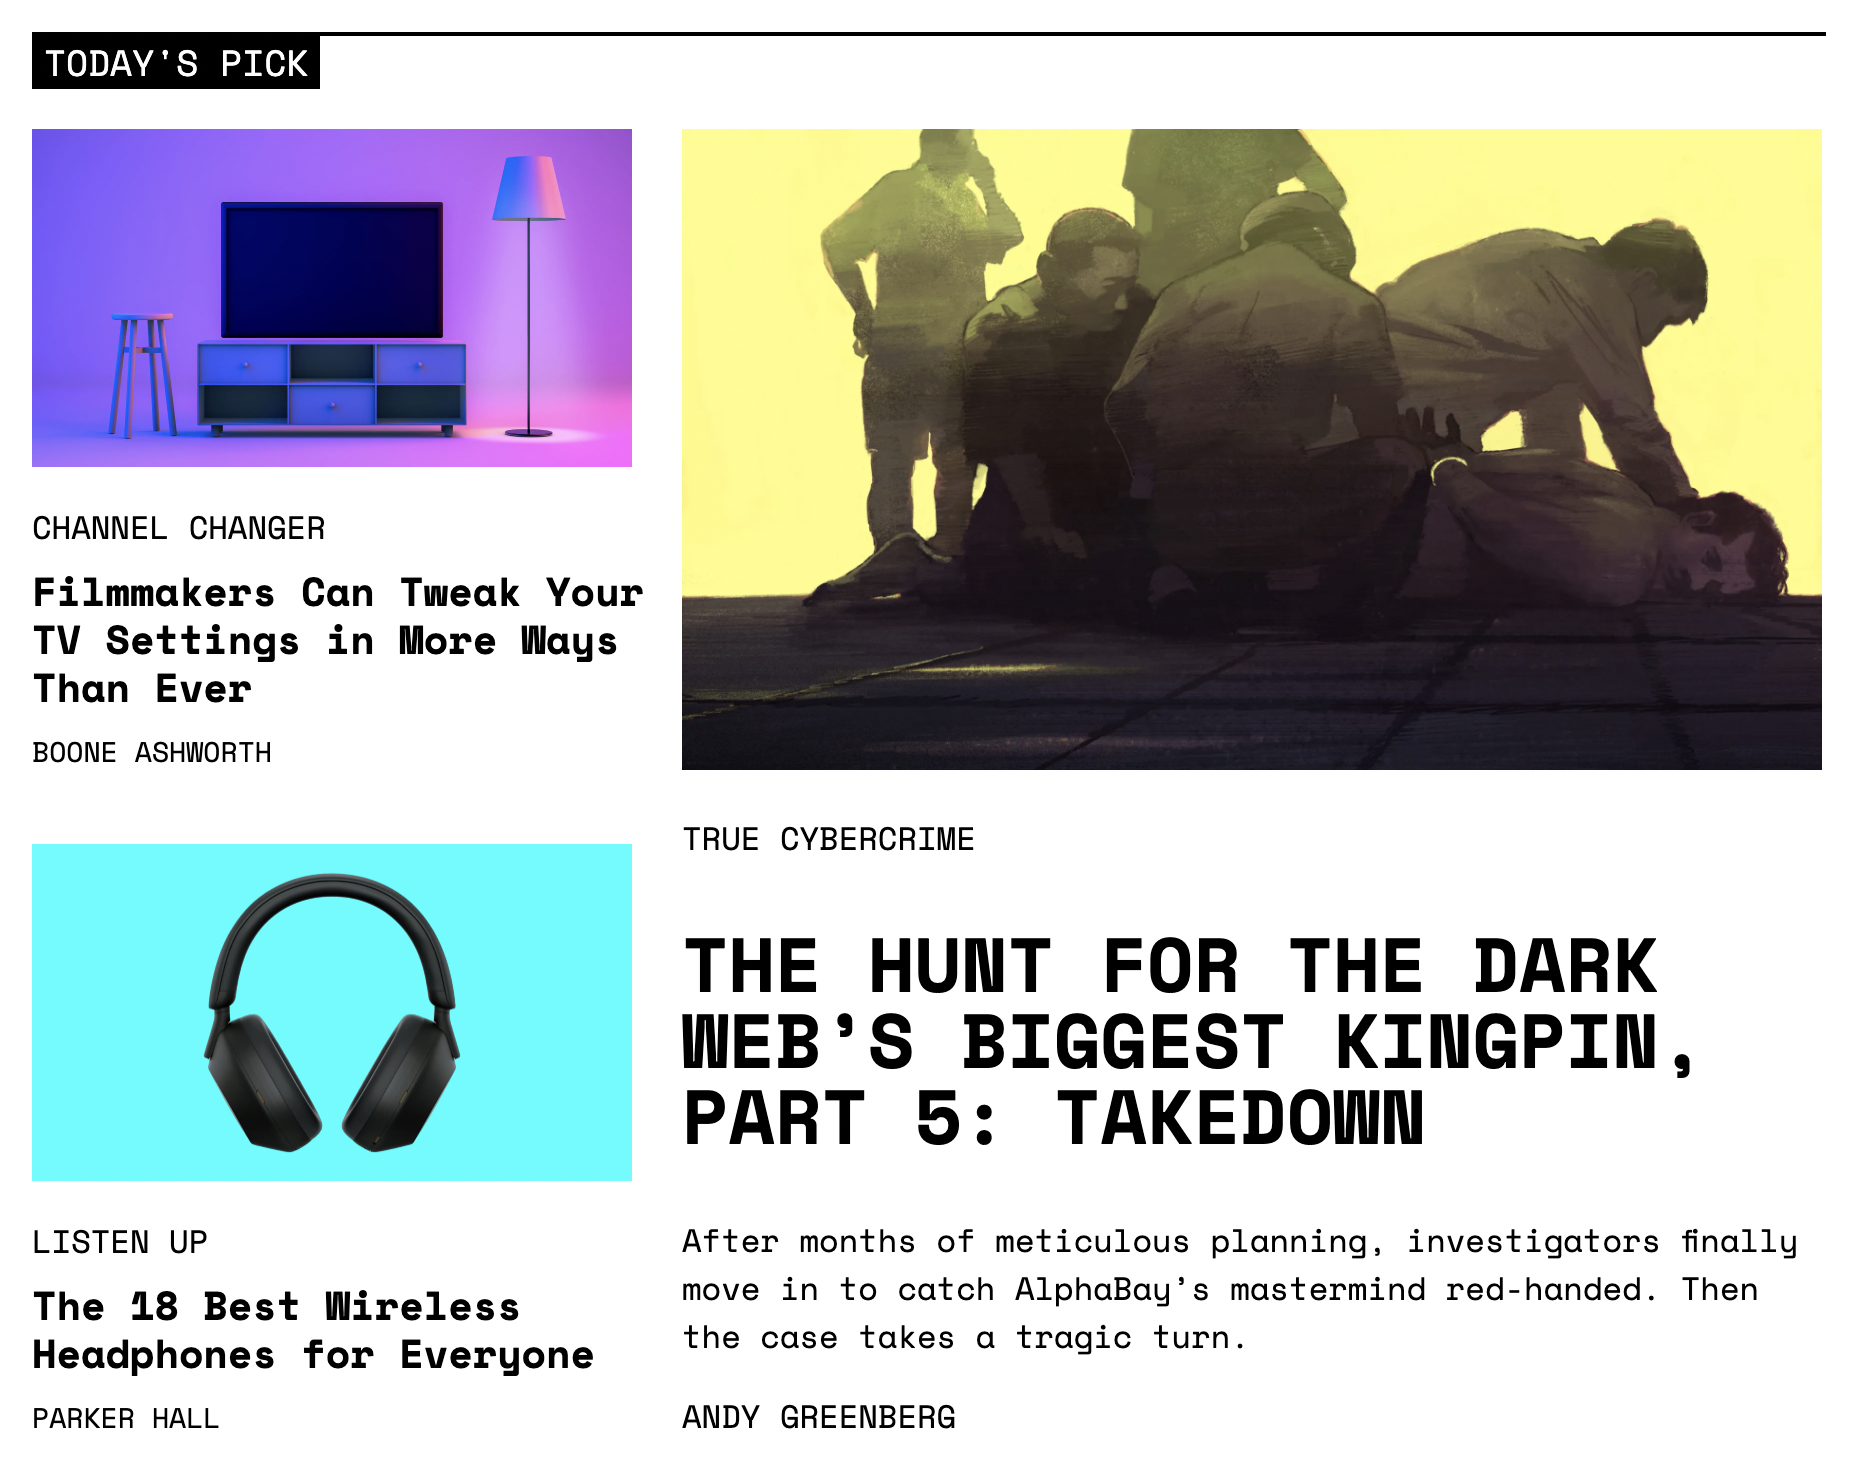 TODAY'S PICK
CHANNEL CHANGER
Filmmakers Can Tweak Your
TV Settings in More Ways
Than Ever
BOONE ASHWORTH
LISTEN UP
The 18 Best Wireless
Headphones for Everyone
PARKER HALL
TRUE CYBERCRIME
THE HUNT FOR THE DARK
WEB’S BIGGEST KINGPIN,
PART 5: TAKEDOWN
After months of meticulous planning, investigators finally
move in to catch AlphaBay’s mastermind red-handed. Then
the case takes a tragic turn.
ANDY GREENBERG